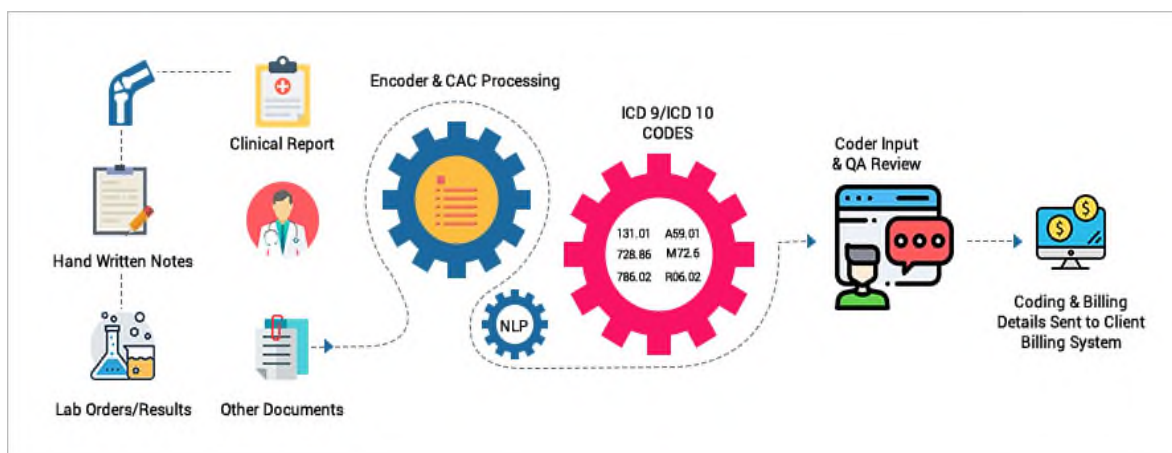 Clinical Report
Hand Written Notes
Lab Orders/Results
Other Documents
Encoder & CAC Processing
NLP
ICD 9/ICD 10
CODES
131.01 A59.01
728.86 M72.6
786.02 R06.02
Coder Input
& QA Review
$
$
Coding & Billing
Details Sent to Client
Billing System